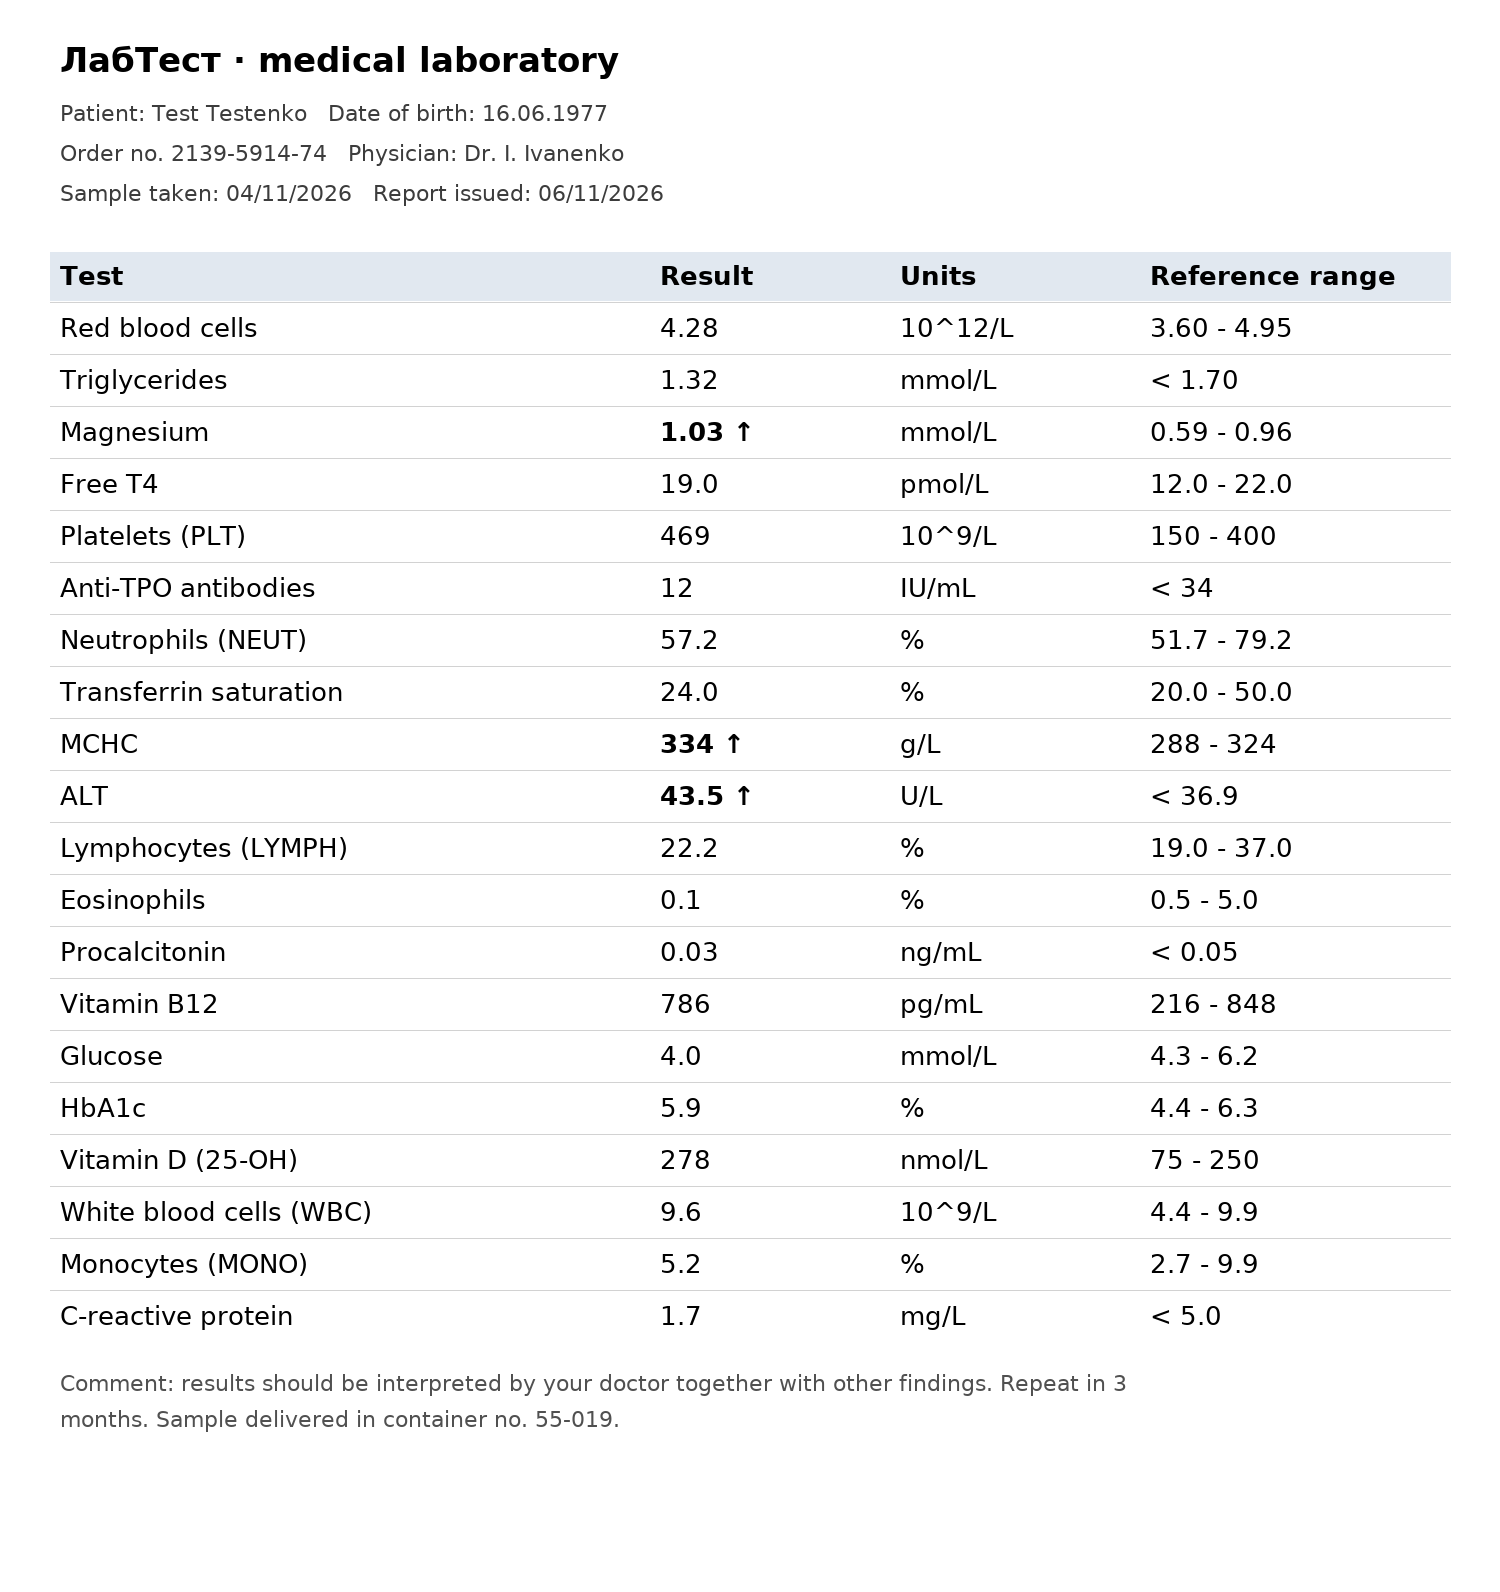 ЛабТест · medical laboratory
Patient: Test Testenko   Date of birth: 16.06.1977
Order no. 2139-5914-74   Physician: Dr. I. Ivanenko
Sample taken: 04/11/2026   Report issued: 06/11/2026
Test   Result   Units   Reference range
Red blood cells   4.28   10^12/L   3.60 - 4.95
Triglycerides   1.32   mmol/L   < 1.70
Magnesium   1.03 ↑   mmol/L   0.59 - 0.96
Free T4   19.0   pmol/L   12.0 - 22.0
Platelets (PLT)   469   10^9/L   150 - 400
Anti-TPO antibodies   12   IU/mL   < 34
Neutrophils (NEUT)   57.2   %   51.7 - 79.2
Transferrin saturation   24.0   %   20.0 - 50.0
MCHC   334 ↑   g/L   288 - 324
ALT   43.5 ↑   U/L   < 36.9
Lymphocytes (LYMPH)   22.2   %   19.0 - 37.0
Eosinophils   0.1   %   0.5 - 5.0
Procalcitonin   0.03   ng/mL   < 0.05
Vitamin B12   786   pg/mL   216 - 848
Glucose   4.0   mmol/L   4.3 - 6.2
HbA1c   5.9   %   4.4 - 6.3
Vitamin D (25-OH)   278   nmol/L   75 - 250
White blood cells (WBC)   9.6   10^9/L   4.4 - 9.9
Monocytes (MONO)   5.2   %   2.7 - 9.9
C-reactive protein   1.7   mg/L   < 5.0
Comment: results should be interpreted by your doctor together with other findings. Repeat in 3
months. Sample delivered in container no. 55-019.